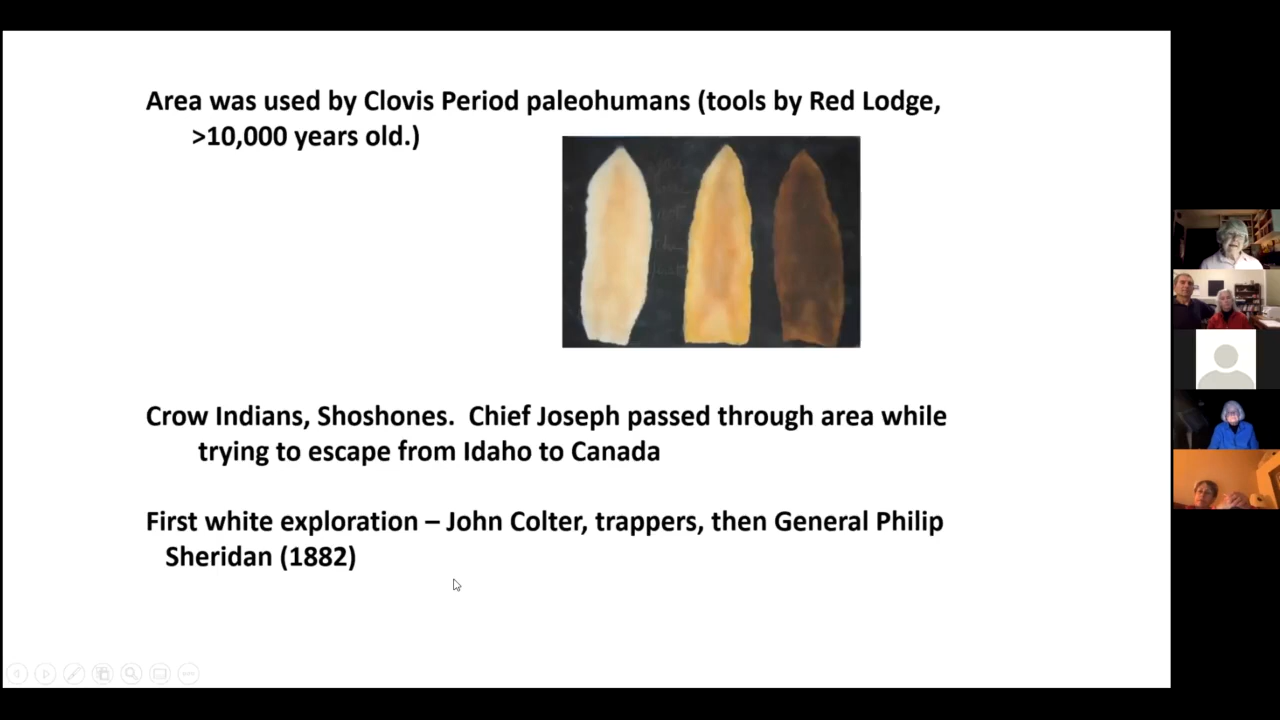 Area was used by Clovis Period paleohumans (tools by Red Lodge,
>10,000 years old.)
Crow Indians, Shoshones.  Chief Joseph passed through area while
trying to escape from Idaho to Canada
First white exploration – John Colter, trappers, then General Philip
Sheridan (1882)